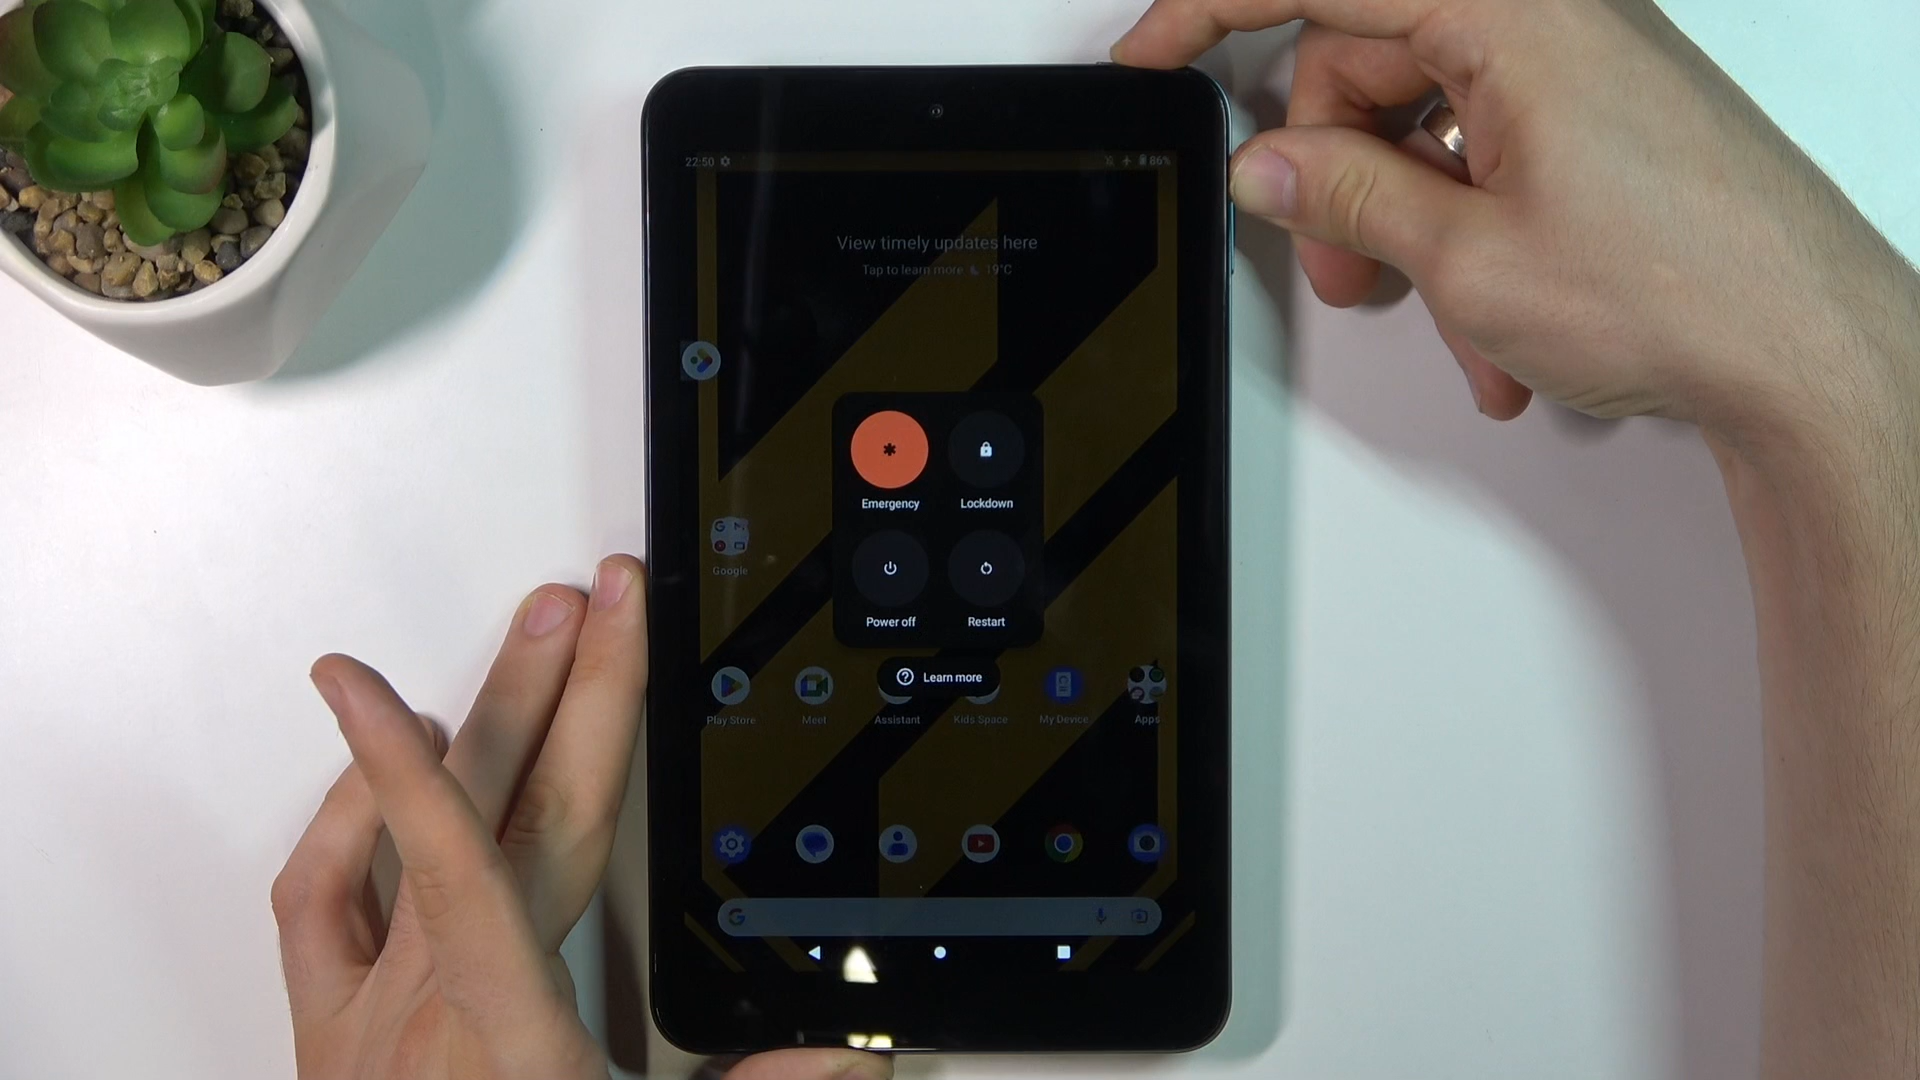 22:50
86%
View timely updates here
Tap to learn more 19°C
Emergency
Lockdown
Power off
Restart
Google
Learn more
Play Store
Meet
Assistant
Kids Space
My Device
Apps
G